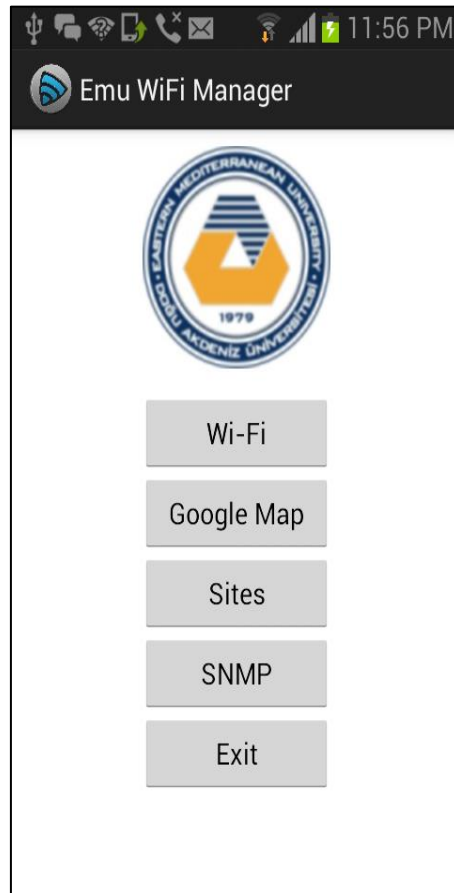 11:56 PM
Emu WiFi Manager
EASTERN MEDITERRANEAN UNIVERSITY
1979
DOĞU AKDENİZ ÜNİVERSİTESİ
Wi-Fi
Google Map
Sites
SNMP
Exit